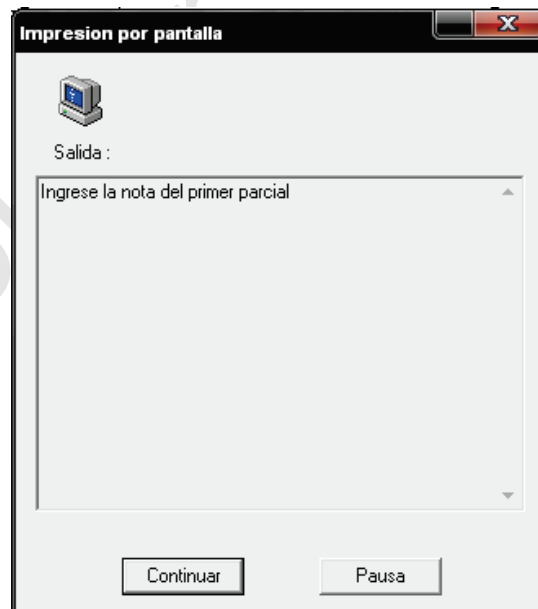 Impresion por pantalla
Salida :
Ingrese la nota del primer parcial
Continuar
Pausa